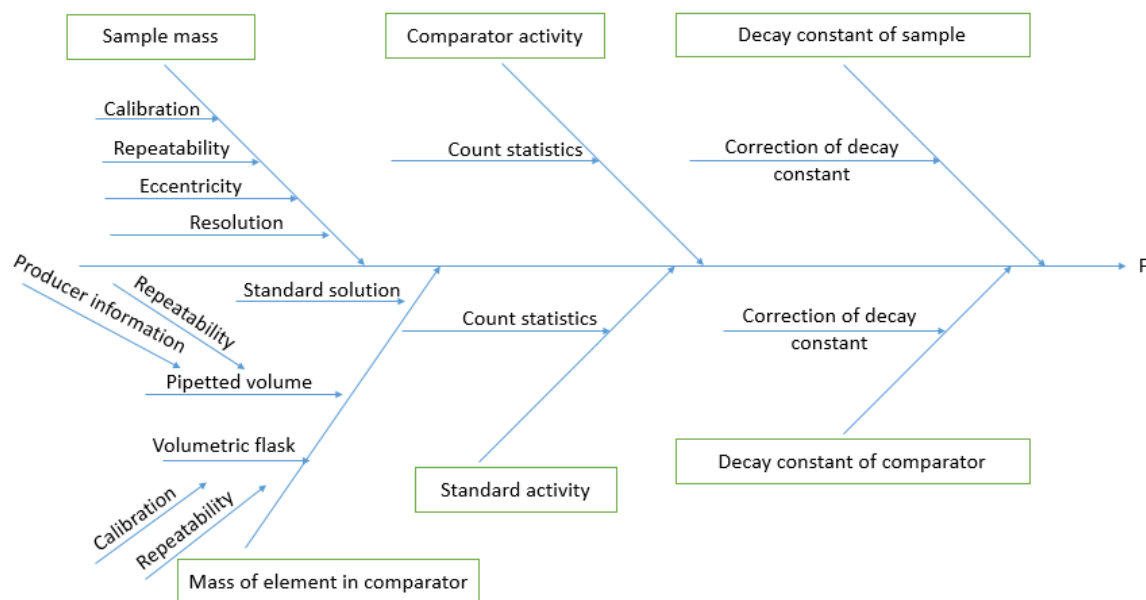 Sample mass
Comparator activity
Decay constant of sample
Calibration
Repeatability
Eccentricity
Resolution
Count statistics
Correction of decay
constant
Producer information
Repeatability
Standard solution
Pipetted volume
Volumetric flask
Calibration
Repeatability
Count statistics
Correction of decay
constant
Mass of element in comparator
Standard activity
Decay constant of comparator